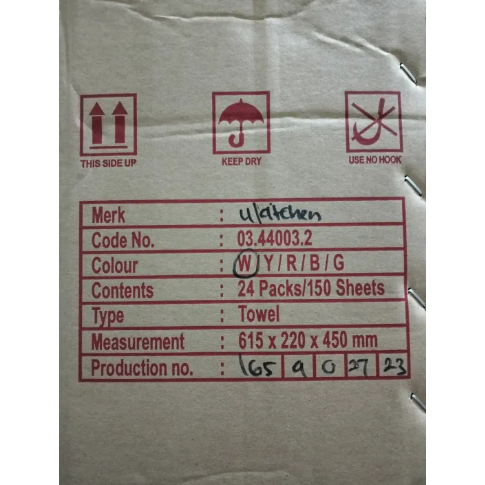 THIS SIDE UP KEEP DRY USE NO HOOK
Merk : u/kitchen
Code No. : 03.44003.2
Colour : W/Y/R/B/G
Contents : 24 Packs/150 Sheets
Type : Towel
Measurement : 615 x 220 x 450 mm
Production no. : 165 9 0 27 23